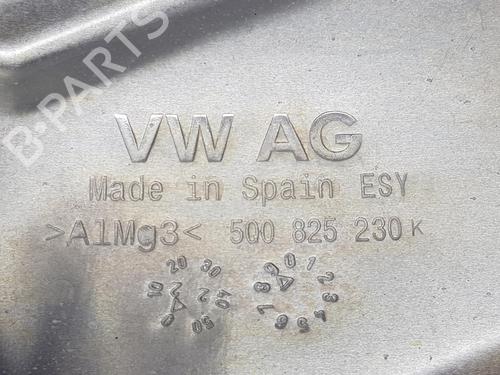 B-PARTS
VW AG
Made in Spain ESY
>AlMg3< 500 825 230 K